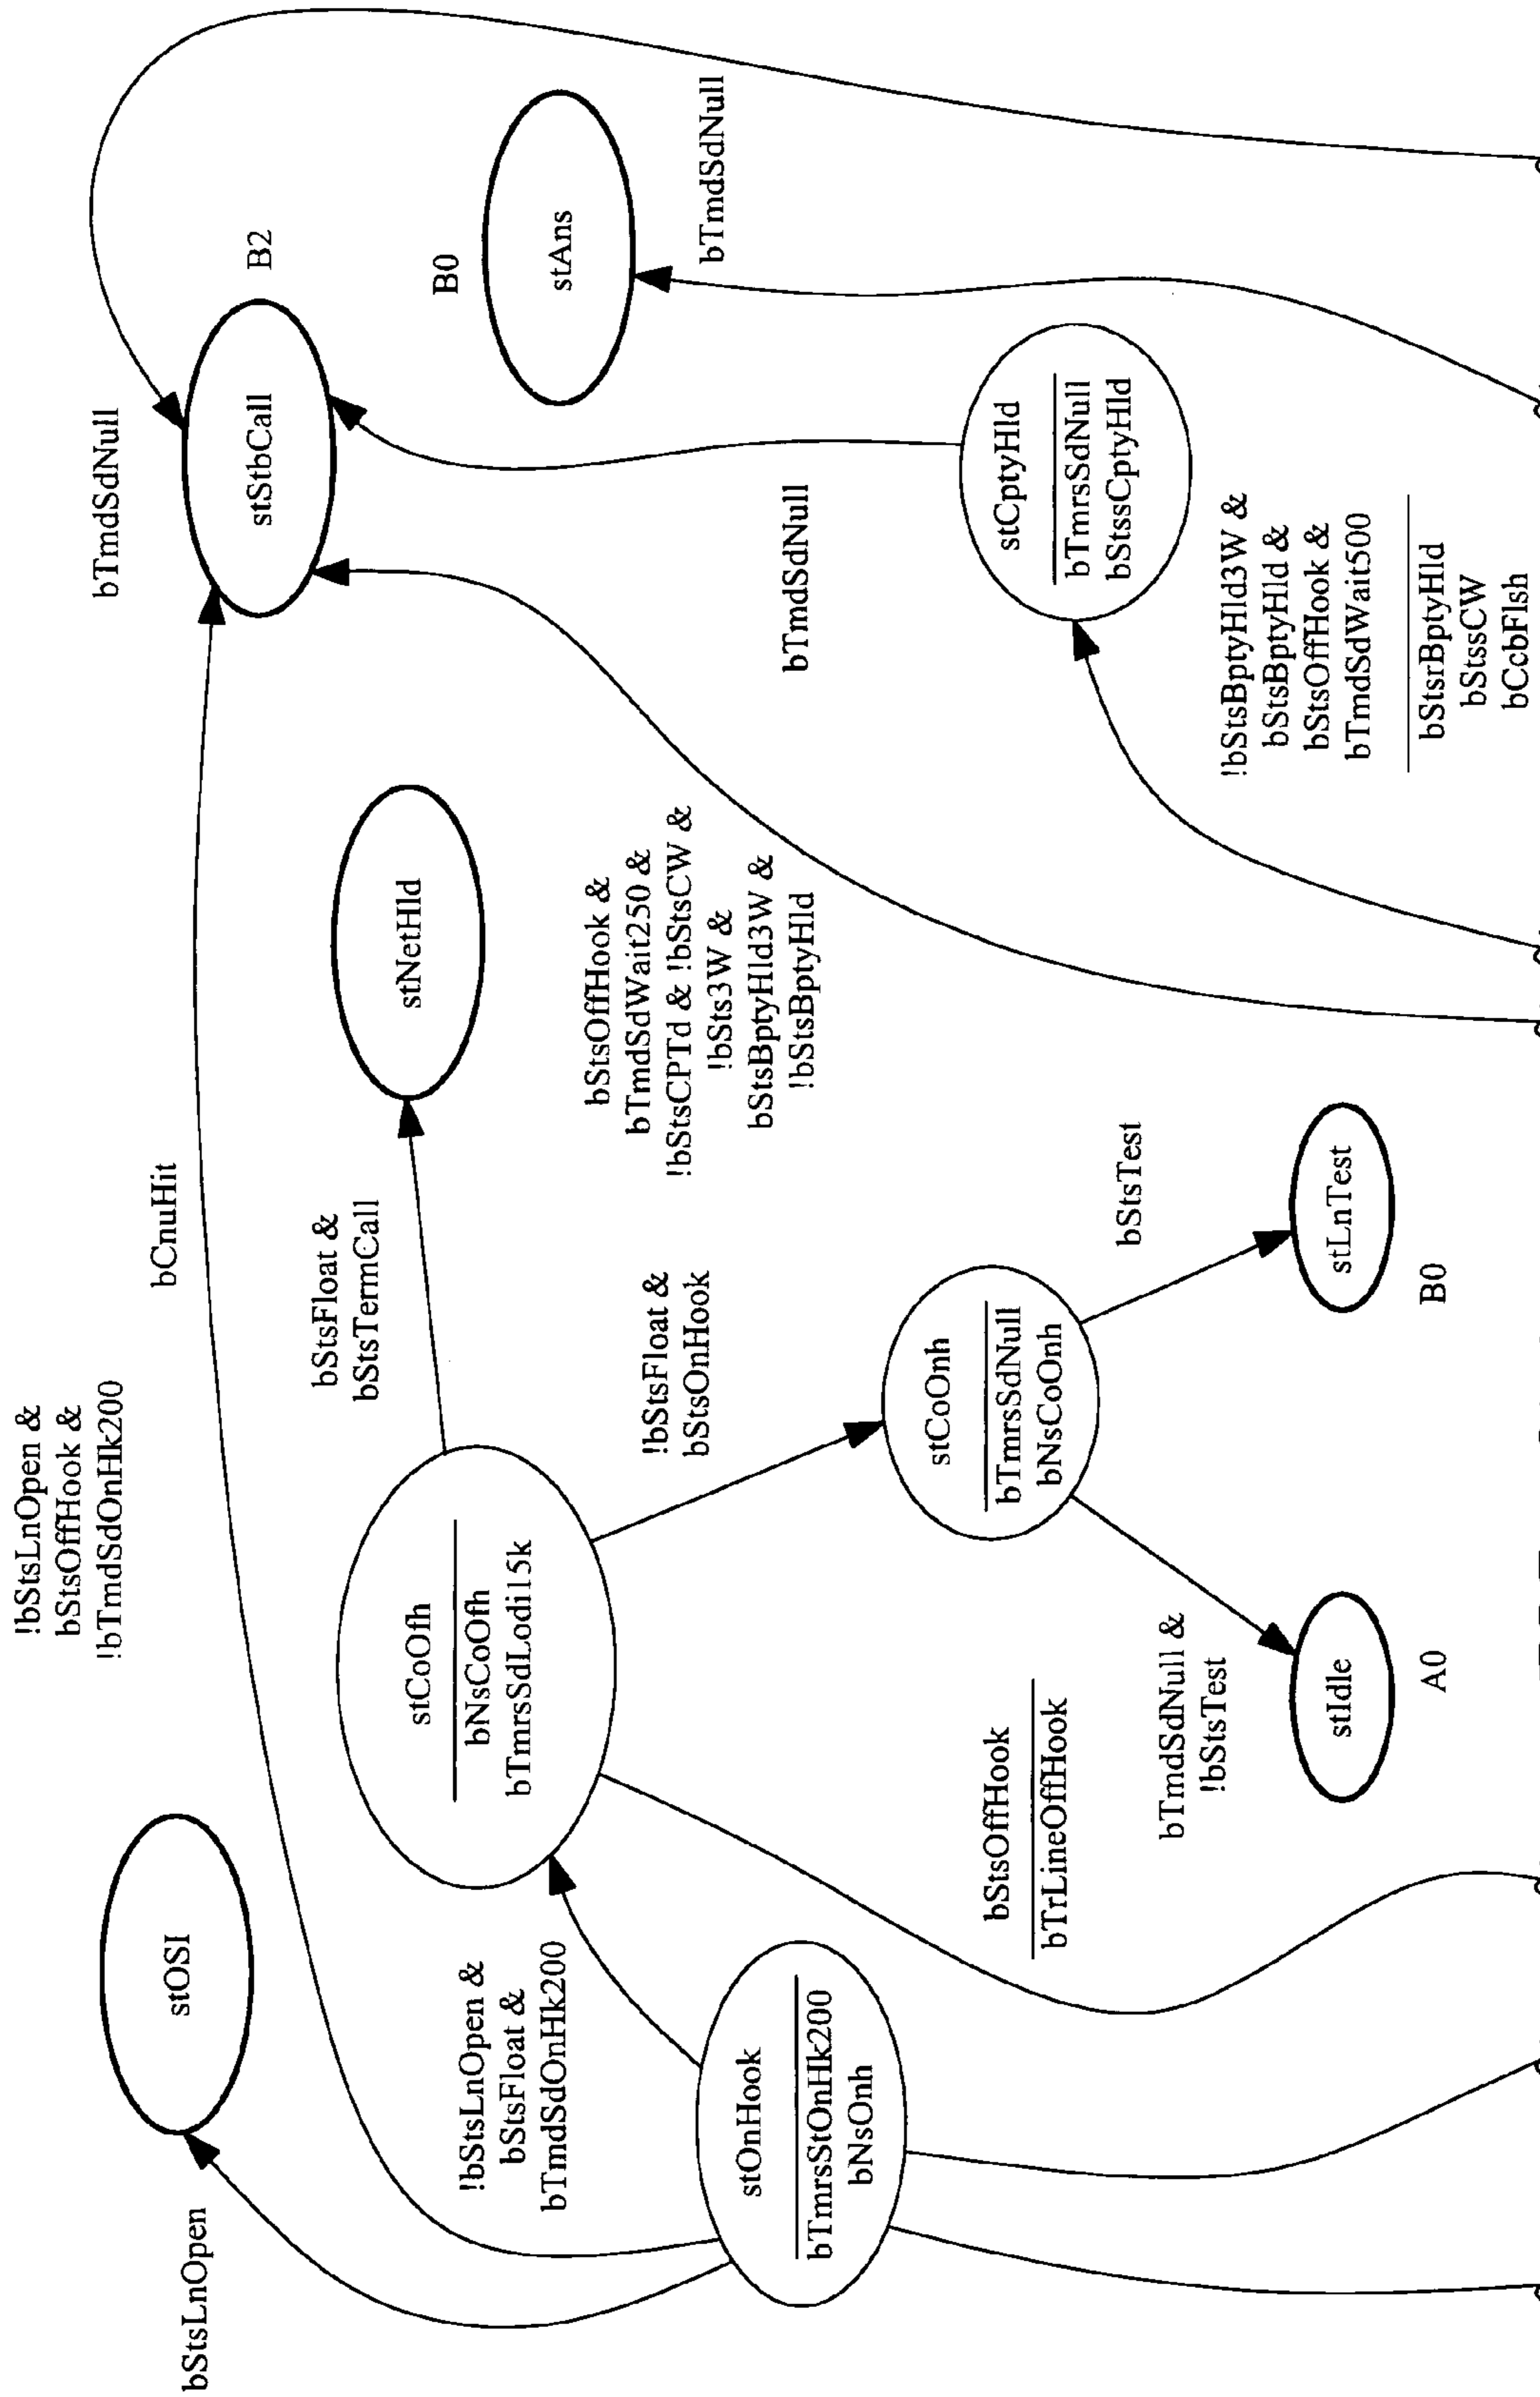 bStsLnOpen
stOSI
!bStsLnOpen &
bStsOffHook &
!bTmdSdOnHk200
bCnuHit
bTmdSdNull
stStbCall
B2
!bStsLnOpen &
bStsFloat &
bTmdSdOnHk200
stCoOfh
bNsCoOfh
bTmrsSdLodi15k
bStsFloat &
bStsTermCall
stNetHld
B0
stAns
bTmdSdNull
stOnHook
bTmrsStOnHk200
bNsOnh
!bStsFloat &
bStsOnHook
bStsOffHook &
bTmdSdWait250 &
!bStsCPTd & !bStsCW &
!bSts3W &
bStsBptyHld3W &
!bStsBptyHld
bTmdSdNull
bStsOffHook
bTrLineOffHook
stCoOnh
bTmrsSdNull
bNsCoOnh
bStsTest
stCptyHld
bTmrsSdNull
bStssCptyHld
bTmdSdNull &
!bStsTest
stIdle
A0
stLnTest
B0
!bStsBptyHld3W &
bStsBptyHld &
bStsOffHook &
bTmdSdWait500
bStsrBptyHld
bStssCW
bCcbFlsh